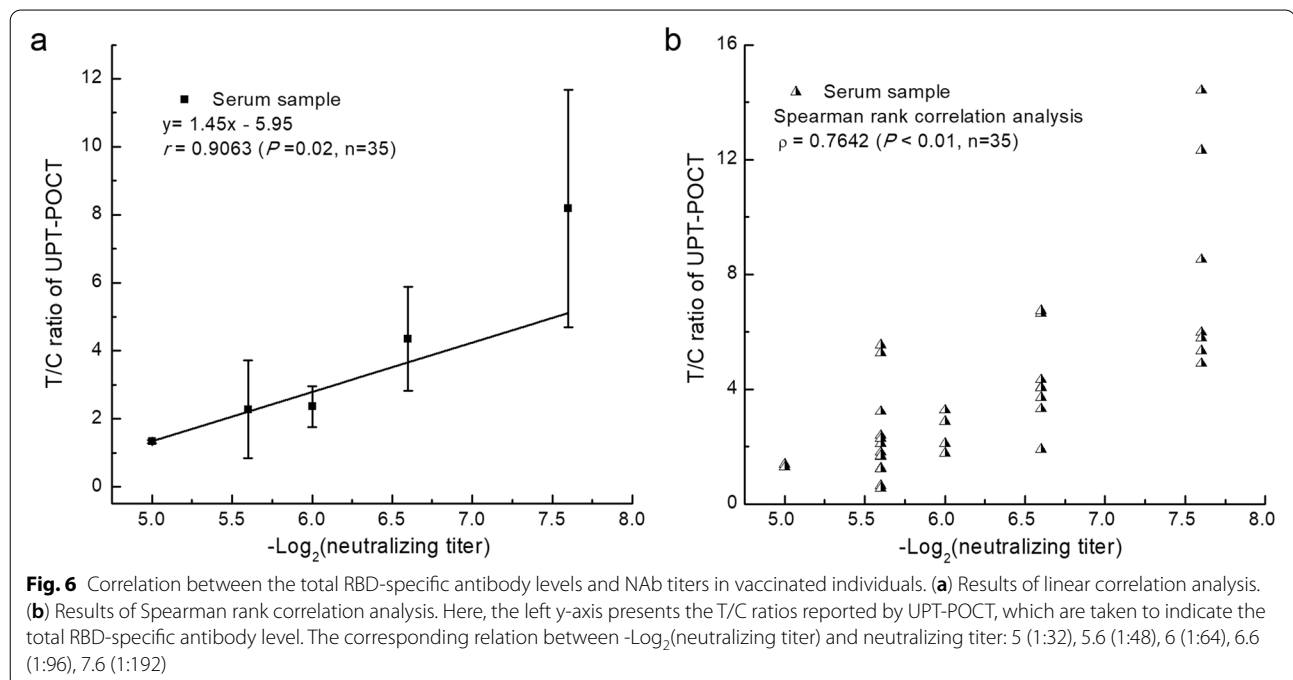 a
12
10
8
6
4
2
0
T/C ratio of UPT-POCT
Serum sample
y= 1.45x - 5.95
r = 0.9063 (P =0.02, n=35)
5.0 5.5 6.0 6.5 7.0 7.5 8.0
-Log2(neutralizing titer)
b
16
12
8
4
0
T/C ratio of UPT-POCT
Serum sample
Spearman rank correlation analysis
ρ = 0.7642 (P < 0.01, n=35)
5.0 5.5 6.0 6.5 7.0 7.5 8.0
-Log2(neutralizing titer)
Fig. 6 Correlation between the total RBD-specific antibody levels and NAb titers in vaccinated individuals. (a) Results of linear correlation analysis.
(b) Results of Spearman rank correlation analysis. Here, the left y-axis presents the T/C ratios reported by UPT-POCT, which are taken to indicate the
total RBD-specific antibody level. The corresponding relation between -Log2(neutralizing titer) and neutralizing titer: 5 (1:32), 5.6 (1:48), 6 (1:64), 6.6
(1:96), 7.6 (1:192)